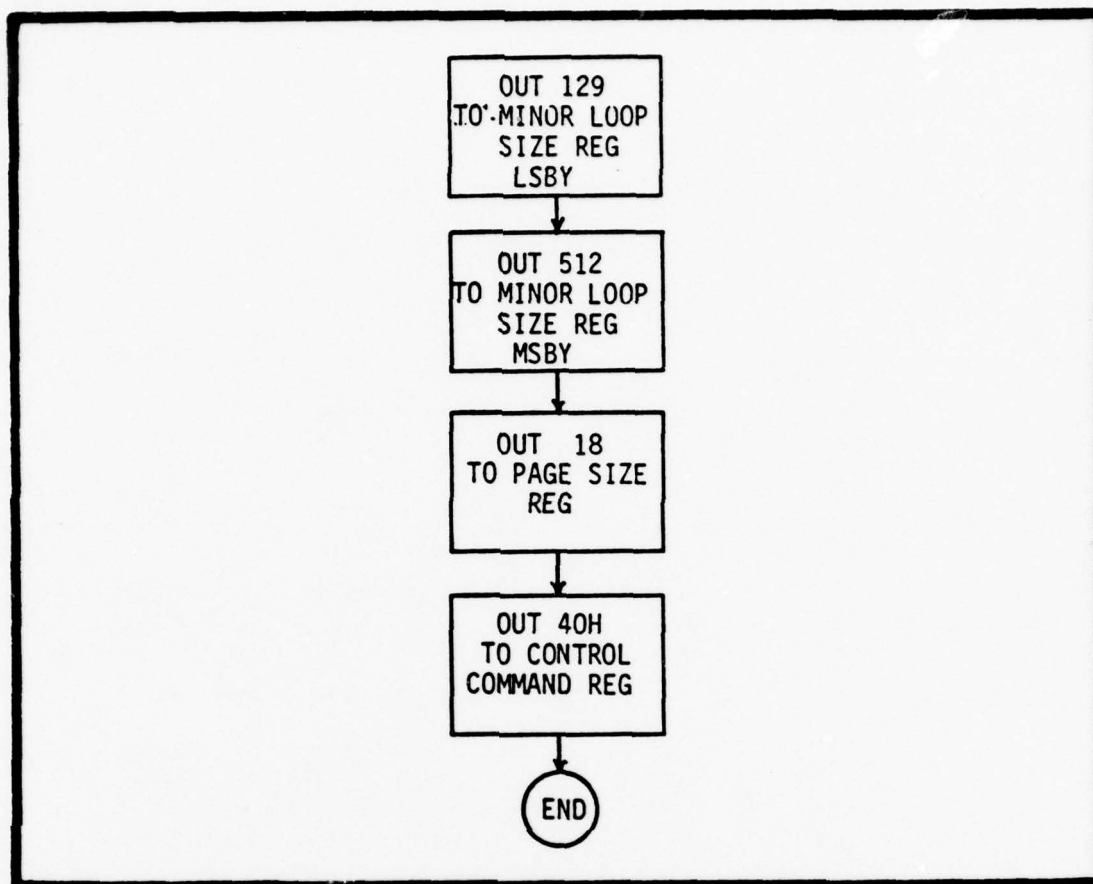 OUT 129
TO MINOR LOOP
SIZE REG
LSBY
OUT 512
TO MINOR LOOP
SIZE REG
MSBY
OUT 18
TO PAGE SIZE
REG
OUT 40H
TO CONTROL
COMMAND REG
END